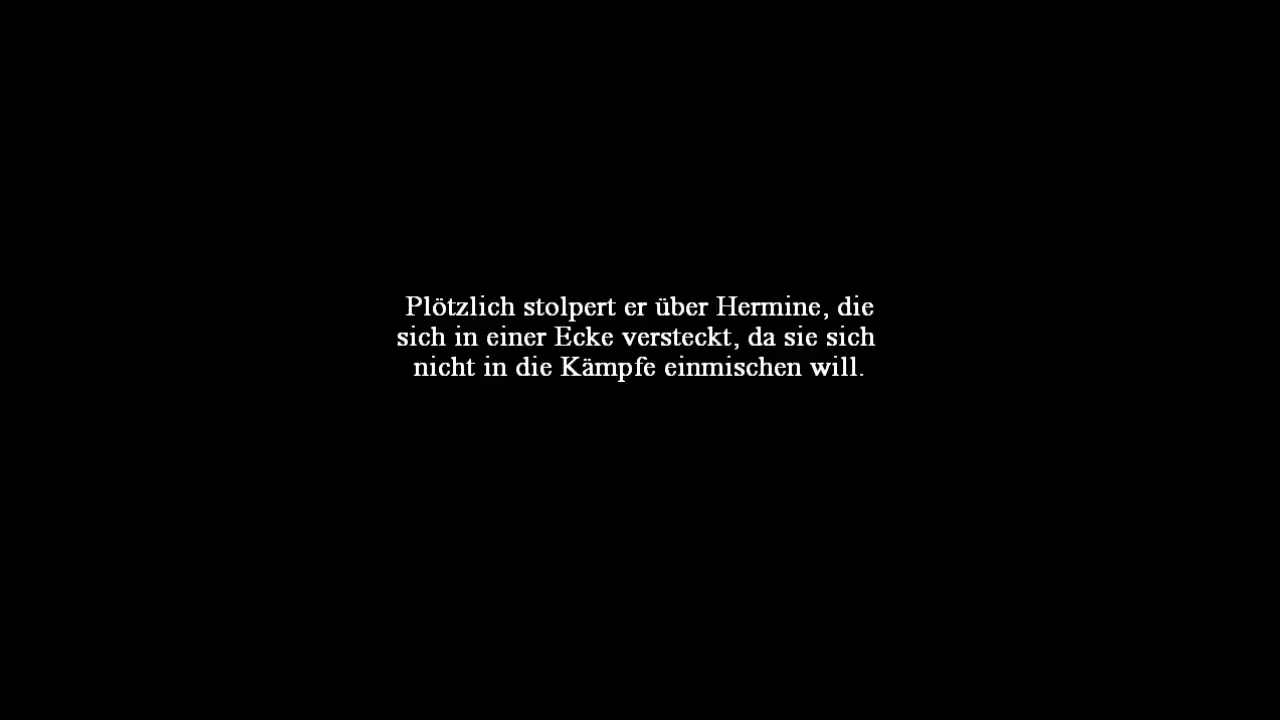 Plötzlich stolpert er über Hermine, die
sich in einer Ecke versteckt, da sie sich
nicht in die Kämpfe einmischen will.